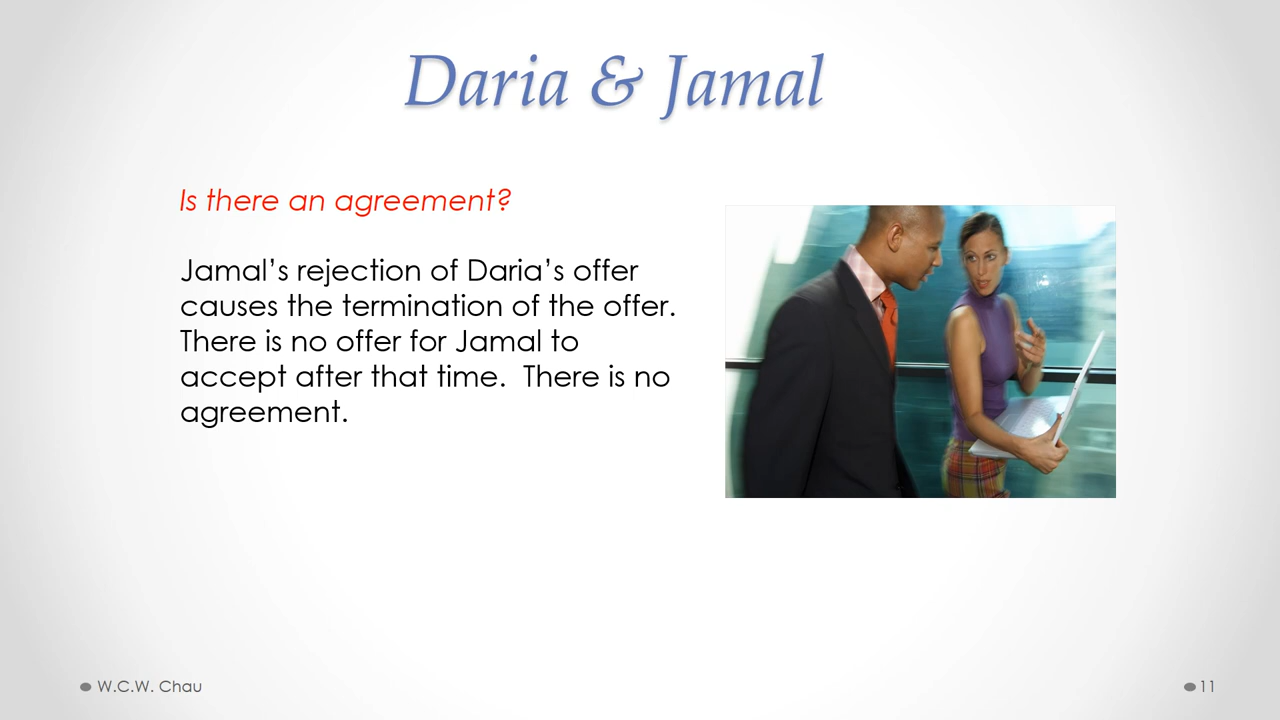 Daria & Jamal
Is there an agreement?
Jamal’s rejection of Daria’s offer
causes the termination of the offer.
There is no offer for Jamal to
accept after that time.  There is no
agreement.
W.C.W. Chau
11